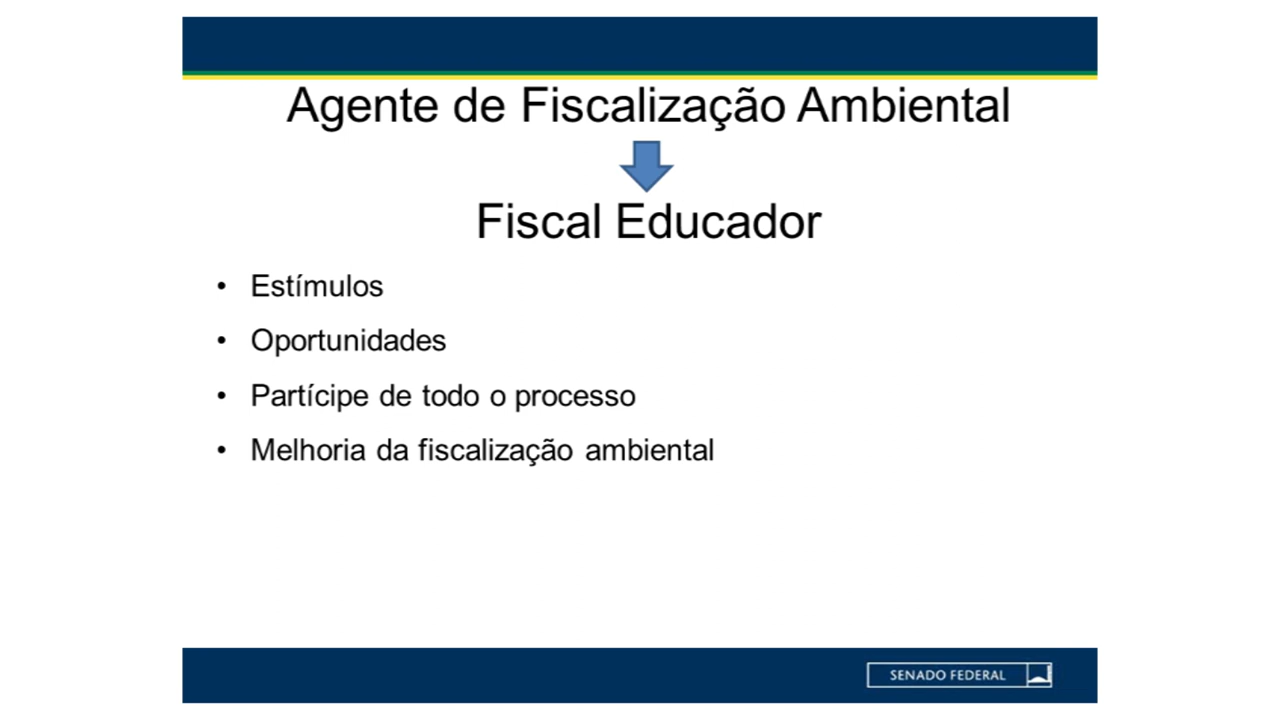 Agente de Fiscalização Ambiental
Fiscal Educador
• Estímulos
• Oportunidades
• Partícipe de todo o processo
• Melhoria da fiscalização ambiental
SENADO FEDERAL